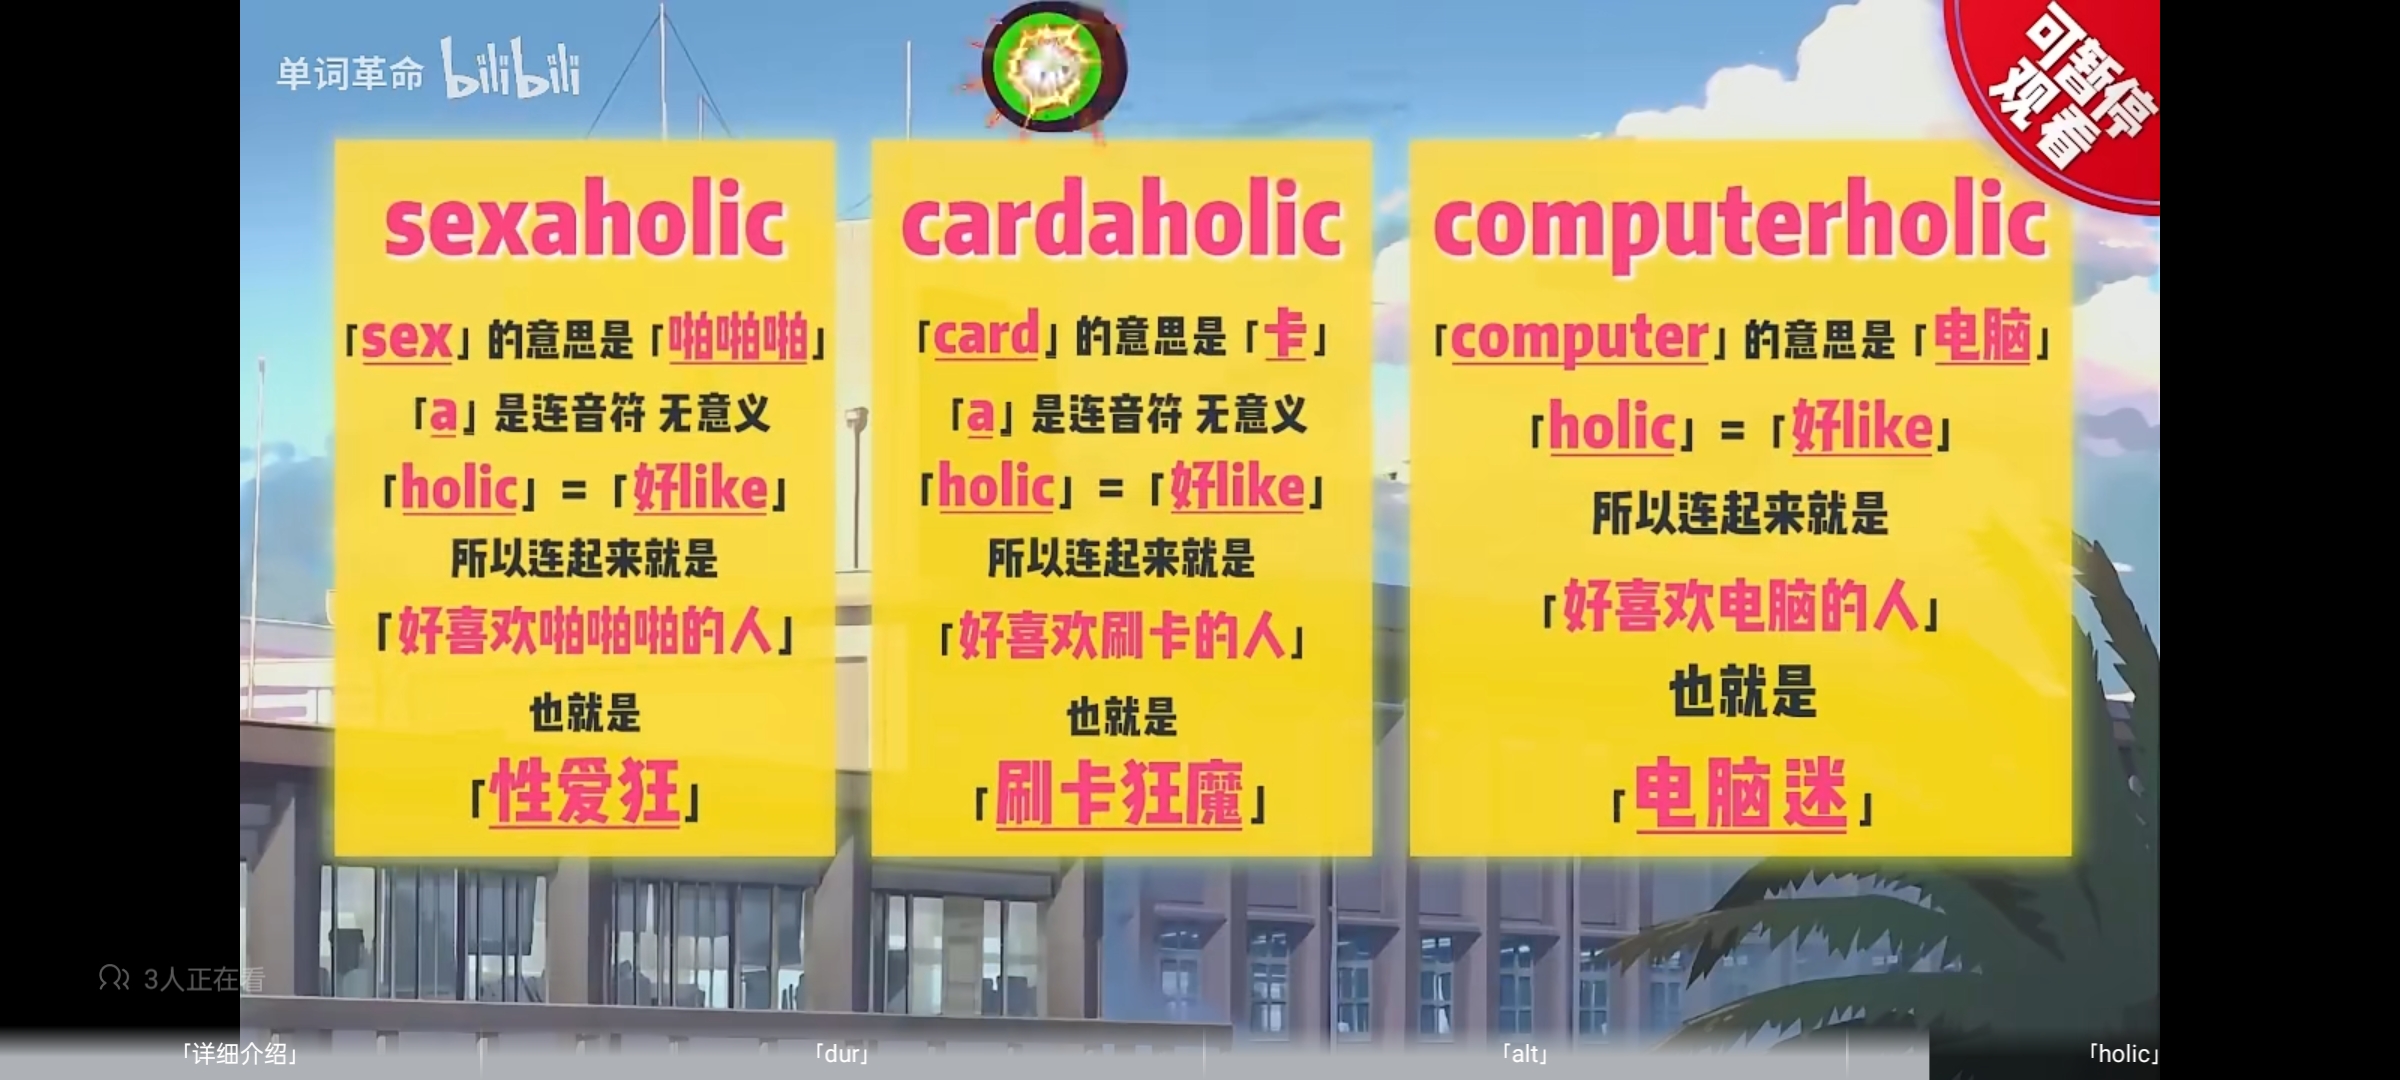 单词革命 bilibili
可暂停
观看
sexaholic
「sex」的意思是「啪啪啪」
「a」是连音符 无意义
「holic」=「好like」
所以连起来就是
「好喜欢啪啪啪的人」
也就是
「性爱狂」
cardaholic
「card」的意思是「卡」
「a」是连音符 无意义
「holic」=「好like」
所以连起来就是
「好喜欢刷卡的人」
也就是
「刷卡狂魔」
computerholic
「computer」的意思是「电脑」
「holic」=「好like」
所以连起来就是
「好喜欢电脑的人」
也就是
「电脑迷」
3人正在看
「详细介绍」
「dur」
「alt」
「holic」